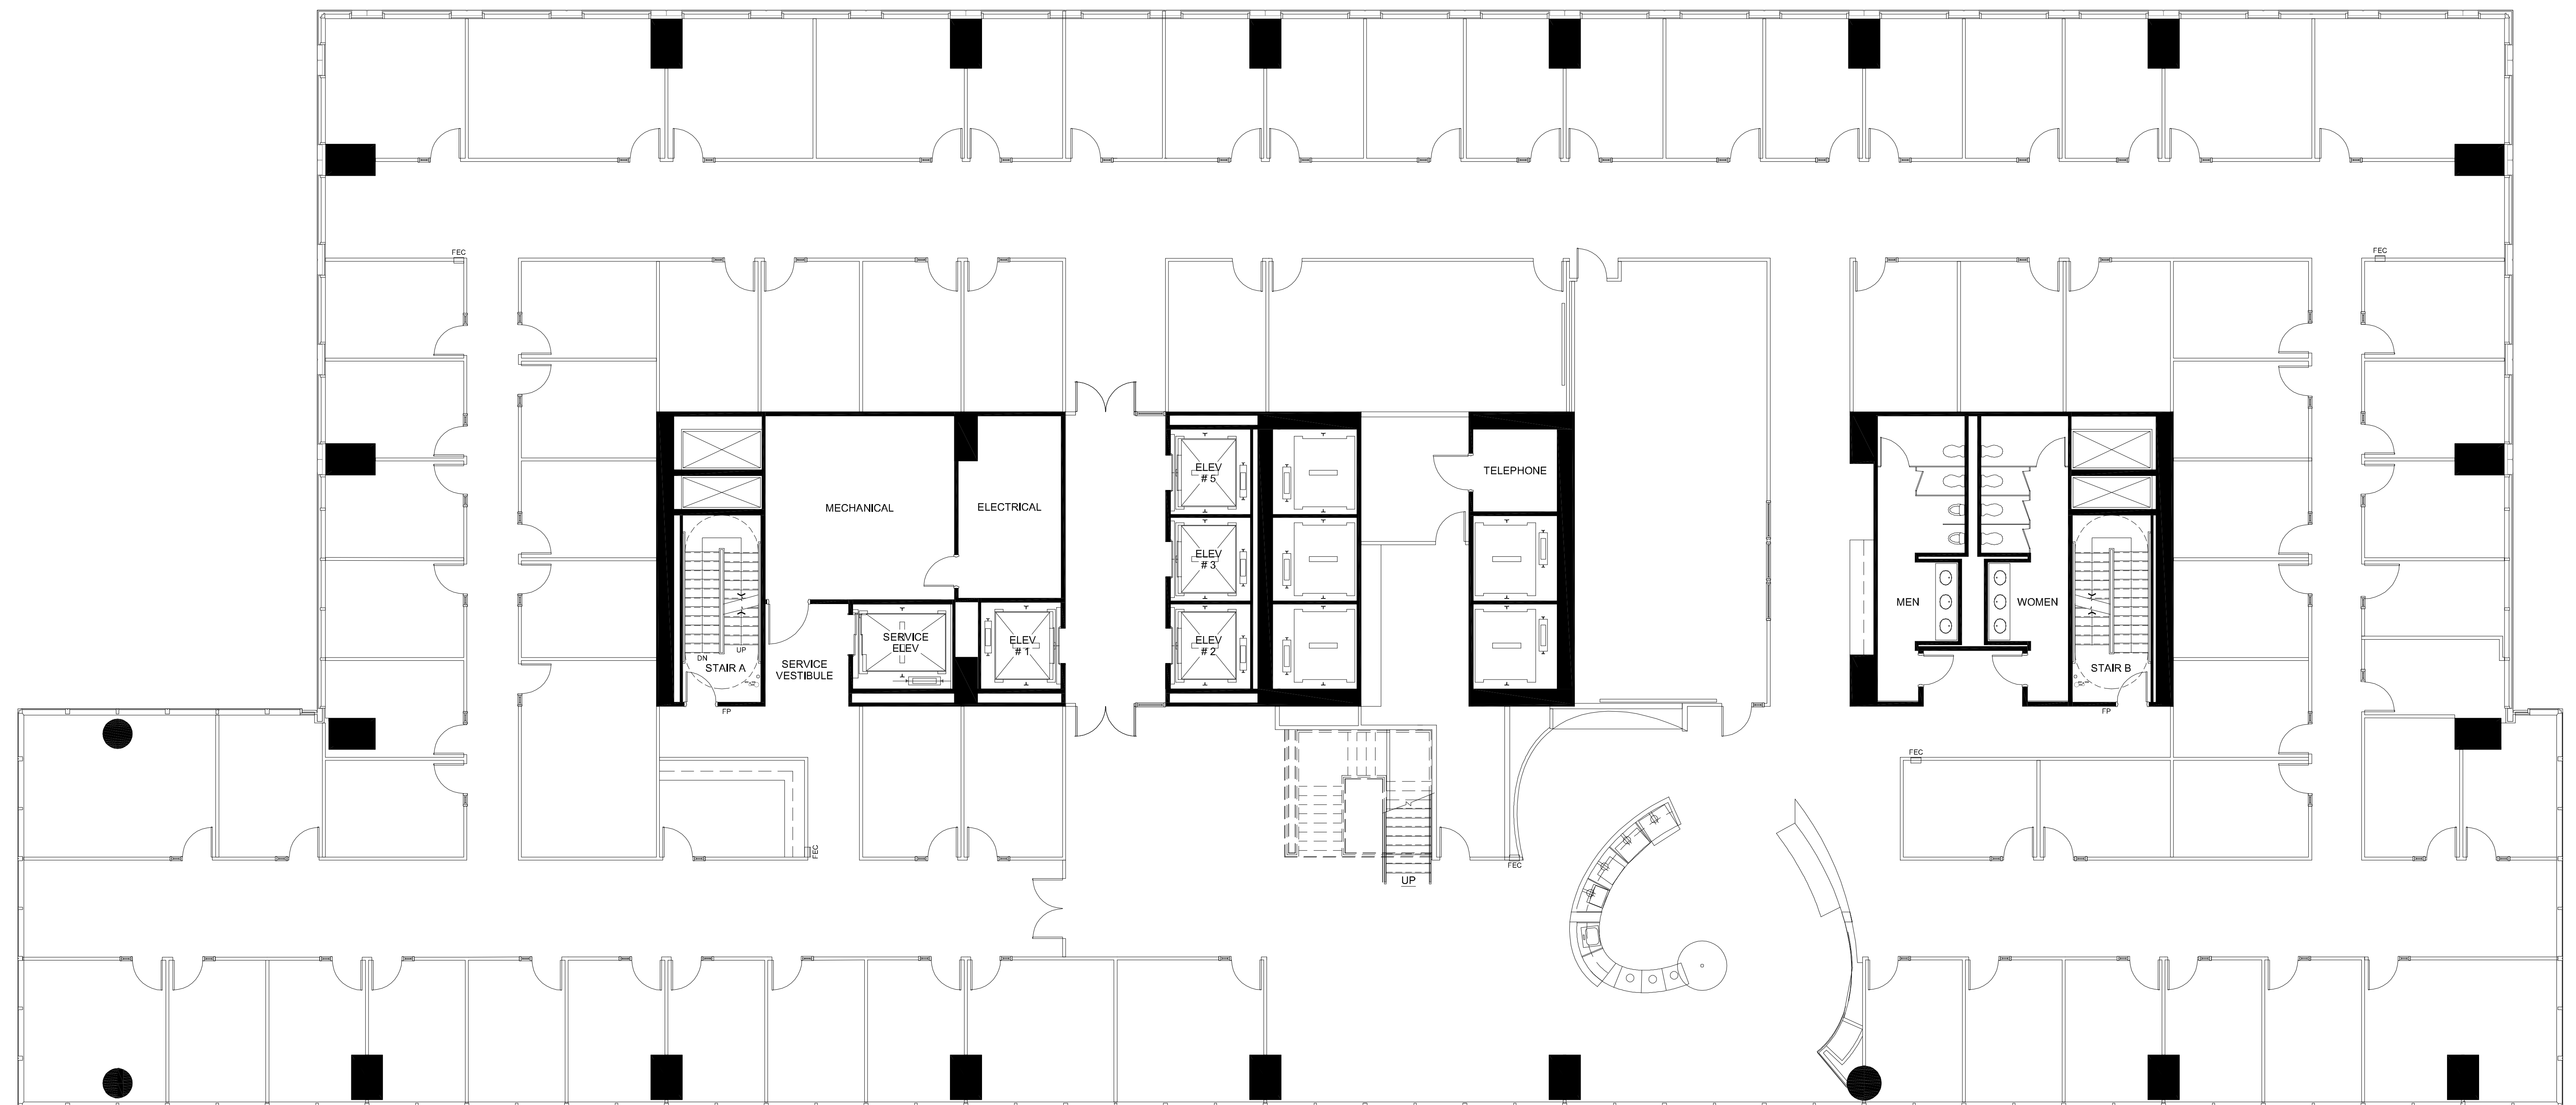 FEC
FEC
ELEV
# 5
TELEPHONE
MECHANICAL
ELECTRICAL
ELEV
# 3
MEN
WOMEN
SERVICE
ELEV
ELEV
# 1
ELEV
# 2
DN
UP
STAIR A
SERVICE
VESTIBULE
STAIR B
FP
FP
FEC
FEC
FEC
UP